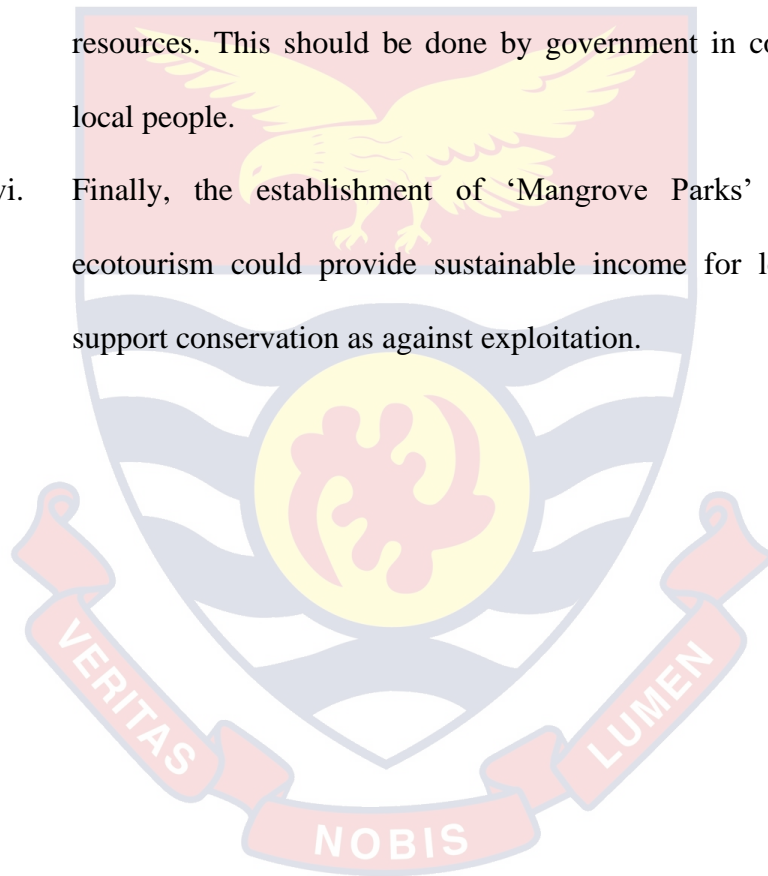 resources. This should be done by government in
local people.
vi. Finally, the establishment of ‘Mangrove Parks’
ecotourism could provide sustainable income for
support conservation as against exploitation.
VERITAS
NOBIS
LUMEN